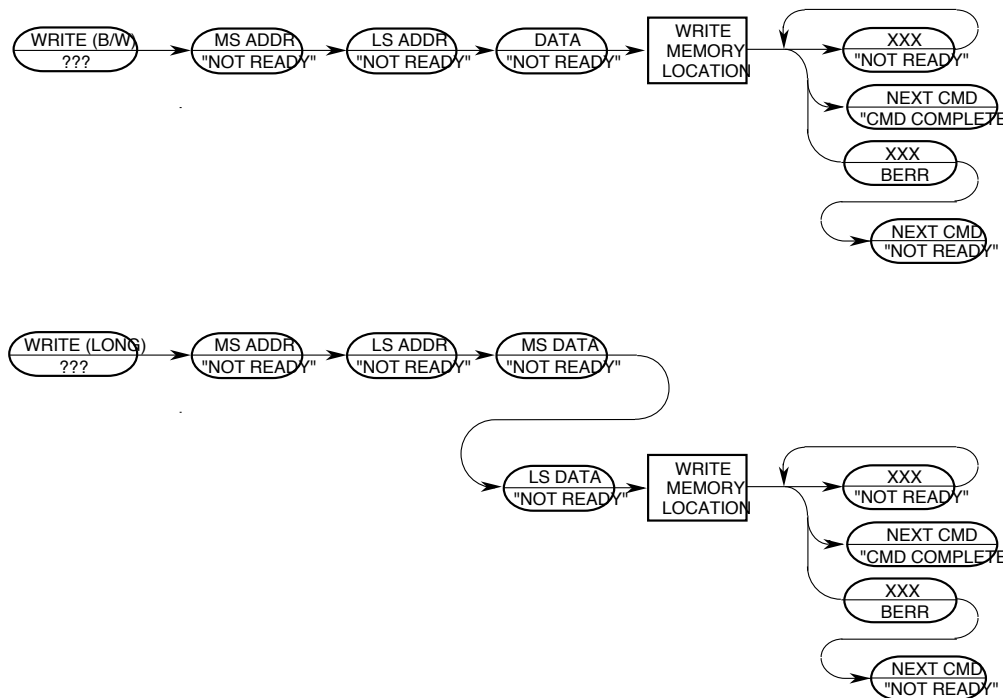 WRITE (B/W)
???
MS ADDR
"NOT READY"
LS ADDR
"NOT READY"
DATA
"NOT READY"
WRITE
MEMORY
LOCATION
XXX
"NOT READY"
NEXT CMD
"CMD COMPLETE
XXX
BERR
NEXT CMD
"NOT READY"
WRITE (LONG)
???
MS ADDR
"NOT READY"
LS ADDR
"NOT READY"
MS DATA
"NOT READY"
LS DATA
"NOT READY"
WRITE
MEMORY
LOCATION
XXX
"NOT READY"
NEXT CMD
"CMD COMPLETE
XXX
BERR
NEXT CMD
"NOT READY"